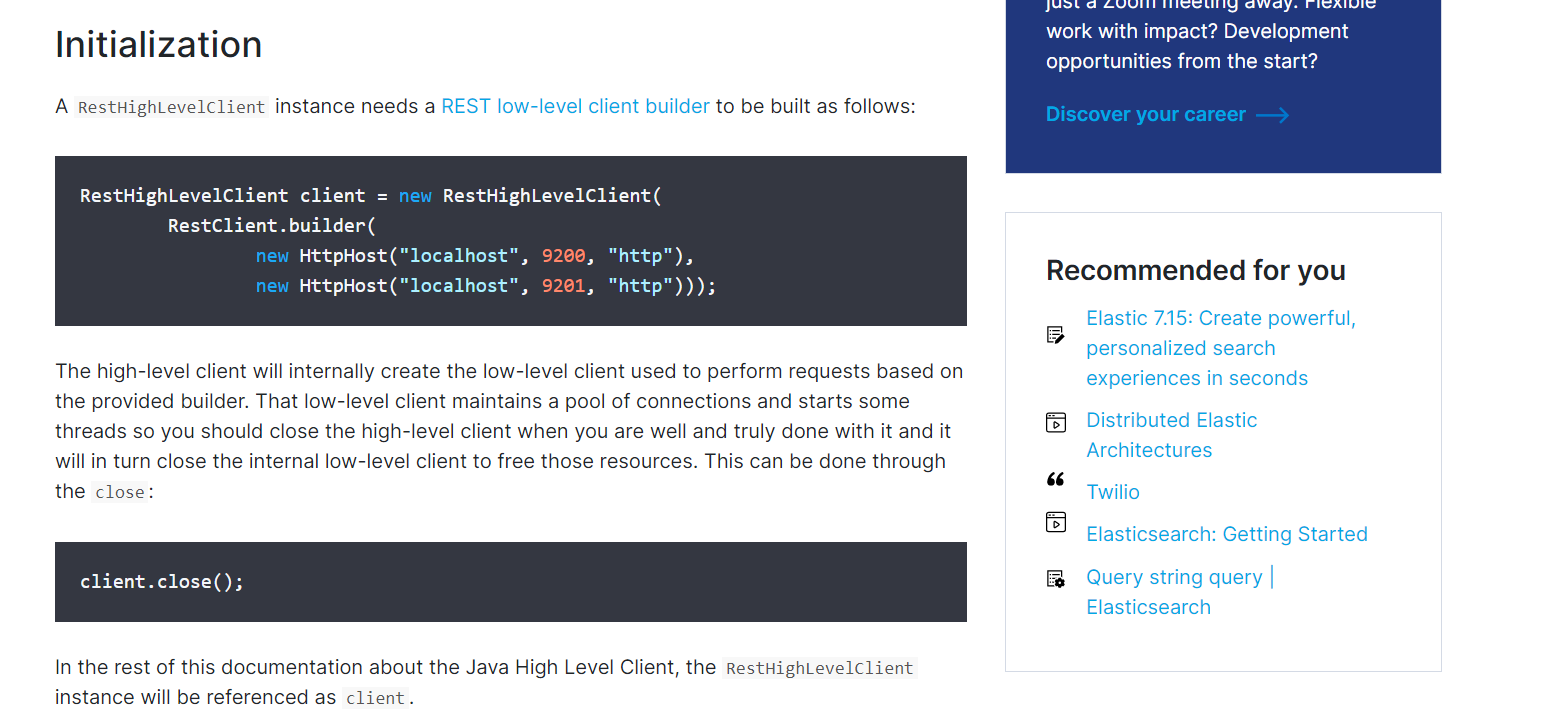 Initialization
A RestHighLevelClient instance needs a REST low-level client builder to be built as follows:
RestHighLevelClient client = new RestHighLevelClient(
        RestClient.builder(
                new HttpHost("localhost", 9200, "http"),
                new HttpHost("localhost", 9201, "http")));
The high-level client will internally create the low-level client used to perform requests based on
the provided builder. That low-level client maintains a pool of connections and starts some
threads so you should close the high-level client when you are well and truly done with it and it
will in turn close the internal low-level client to free those resources. This can be done through
the close:
client.close();
In the rest of this documentation about the Java High Level Client, the RestHighLevelClient
instance will be referenced as client.
just a Zoom meeting away. Flexible
work with impact? Development
opportunities from the start?
Discover your career
Recommended for you
Elastic 7.15: Create powerful,
personalized search
experiences in seconds
Distributed Elastic
Architectures
Twilio
Elasticsearch: Getting Started
Query string query |
Elasticsearch